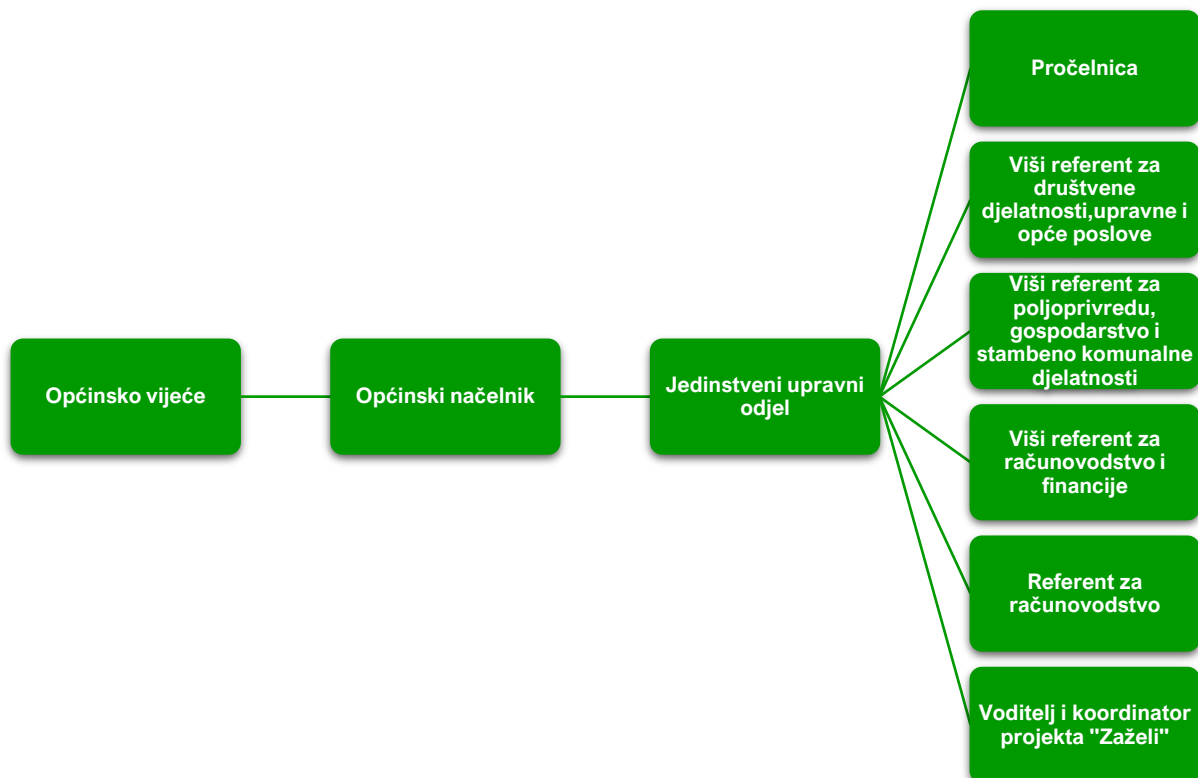 Općinsko vijeće
Općinski načelnik
Jedinstveni upravni
odjel
Pročelnica
Viši referent za
društvene
djelatnosti,upravne i
opće poslove
Viši referent za
poljoprivredu,
gospodarstvo i
stambeno komunalne
djelatnosti
Viši referent za
računovodstvo i
financije
Referent za
računovodstvo
Voditelj i koordinator
projekta "Zaželi"